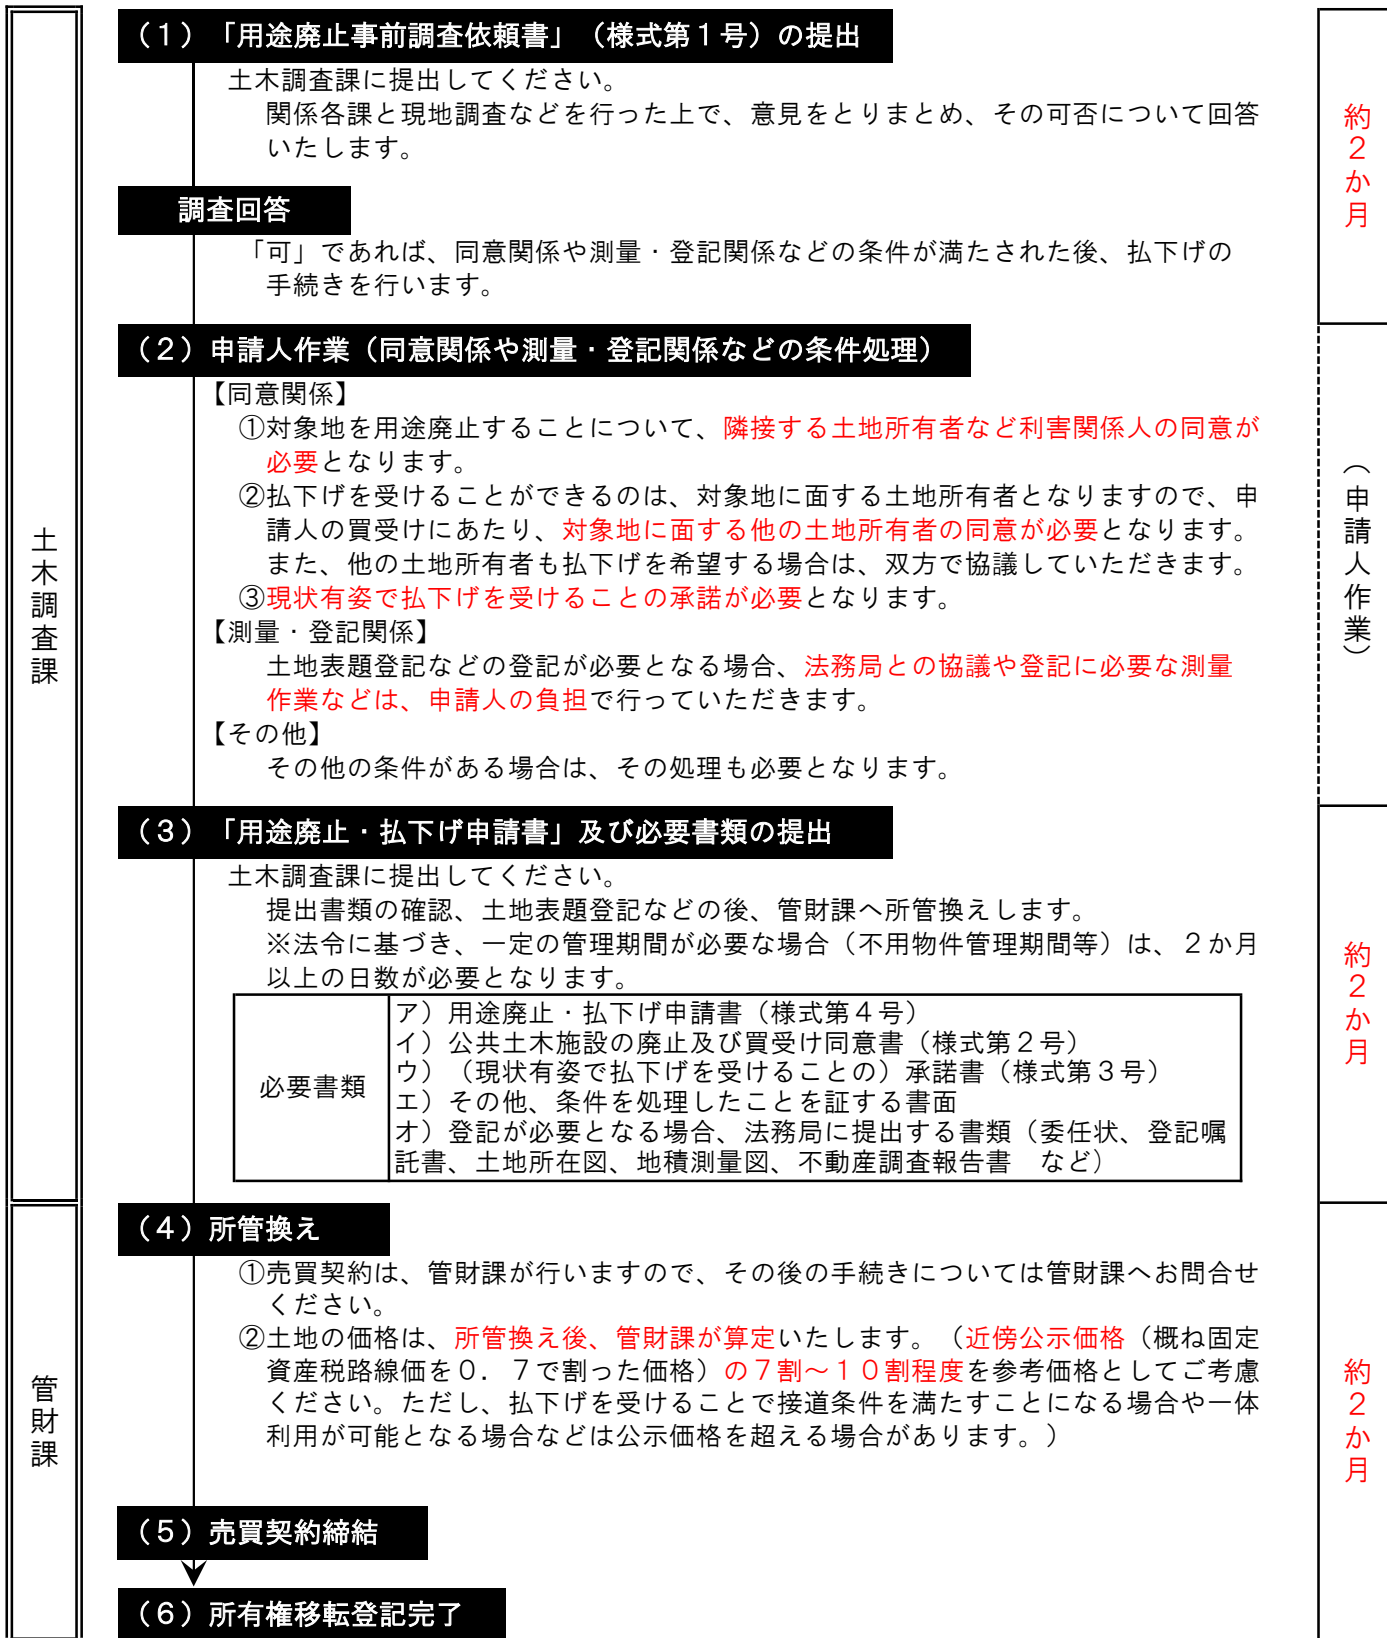 （１）「用途廃止事前調査依頼書」（様式第１号）の提出
土木調査課に提出してください。
関係各課と現地調査などを行った上で、意見をとりまとめ、その可否について回答
いたします。
約２か月
調査回答
「可」であれば、同意関係や測量・登記関係などの条件が満たされた後、払下げの
手続きを行います。
（２）申請人作業（同意関係や測量・登記関係などの条件処理）
【同意関係】
①対象地を用途廃止することについて、隣接する土地所有者など利害関係人の同意が
必要となります。
②払下げを受けることができるのは、対象地に面する土地所有者となりますので、申
請人の買受けにあたり、対象地に面する他の土地所有者の同意が必要となります。
また、他の土地所有者も払下げを希望する場合は、双方で協議していただきます。
③現状有姿で払下げを受けることの承諾が必要となります。
【測量・登記関係】
土地表題登記などの登記が必要となる場合、法務局との協議や登記に必要な測量
作業などは、申請人の負担で行っていただきます。
【その他】
その他の条件がある場合は、その処理も必要となります。
（申請人作業）
土木調査課
（３）「用途廃止・払下げ申請書」及び必要書類の提出
土木調査課に提出してください。
提出書類の確認、土地表題登記などの後、管財課へ所管換えします。
※法令に基づき、一定の管理期間が必要な場合（不用物件管理期間等）は、２か月
以上の日数が必要となります。
必要書類
ア）用途廃止・払下げ申請書（様式第４号）
イ）公共土木施設の廃止及び買受け同意書（様式第２号）
ウ）（現状有姿で払下げを受けることの）承諾書（様式第３号）
エ）その他、条件を処理したことを証する書面
オ）登記が必要となる場合、法務局に提出する書類（委任状、登記嘱
託書、土地所在図、地積測量図、不動産調査報告書　など）
約２か月
（４）所管換え
①売買契約は、管財課が行いますので、その後の手続きについては管財課へお問合せ
ください。
②土地の価格は、所管換え後、管財課が算定いたします。（近傍公示価格（概ね固定
資産税路線価を０．７で割った価格）の７割～１０割程度を参考価格としてご考慮
ください。ただし、払下げを受けることで接道条件を満たすことになる場合や一体
利用が可能となる場合などは公示価格を超える場合があります。）
管財課
約２か月
（５）売買契約締結
（６）所有権移転登記完了